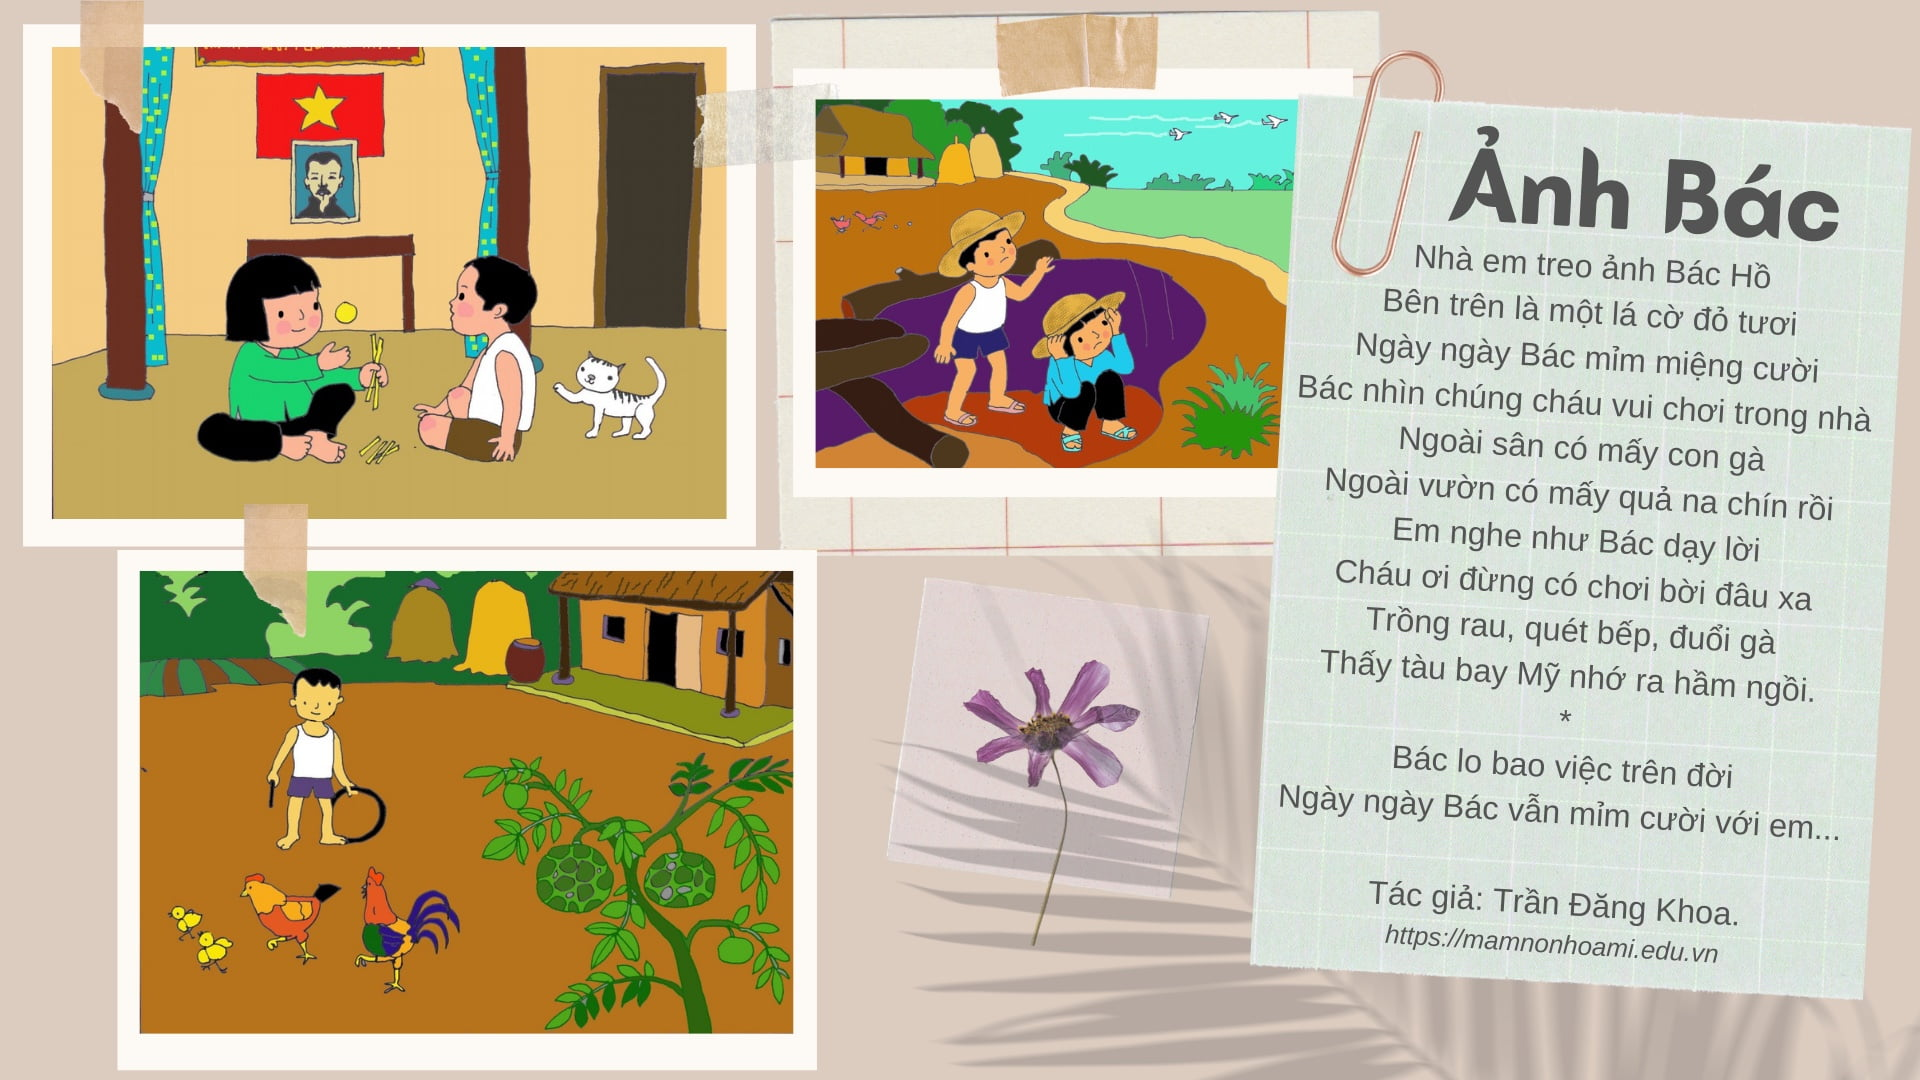 Ảnh Bác
Nhà em treo ảnh Bác Hồ
Bên trên là một lá cờ đỏ tươi
Ngày ngày Bác mỉm miệng cười
Bác nhìn chúng cháu vui chơi trong nhà
Ngoài sân có mấy con gà
Ngoài vườn có mấy quả na chín rồi
Em nghe như Bác dạy lời
Cháu ơi đừng có chơi bời đâu xa
Trồng rau, quét bếp, đuổi gà
Thấy tàu bay Mỹ nhớ ra hầm ngồi.
*
Bác lo bao việc trên đời
Ngày ngày Bác vẫn mỉm cười với em...
Tác giả: Trần Đăng Khoa.
https://mamnonhoami.edu.vn